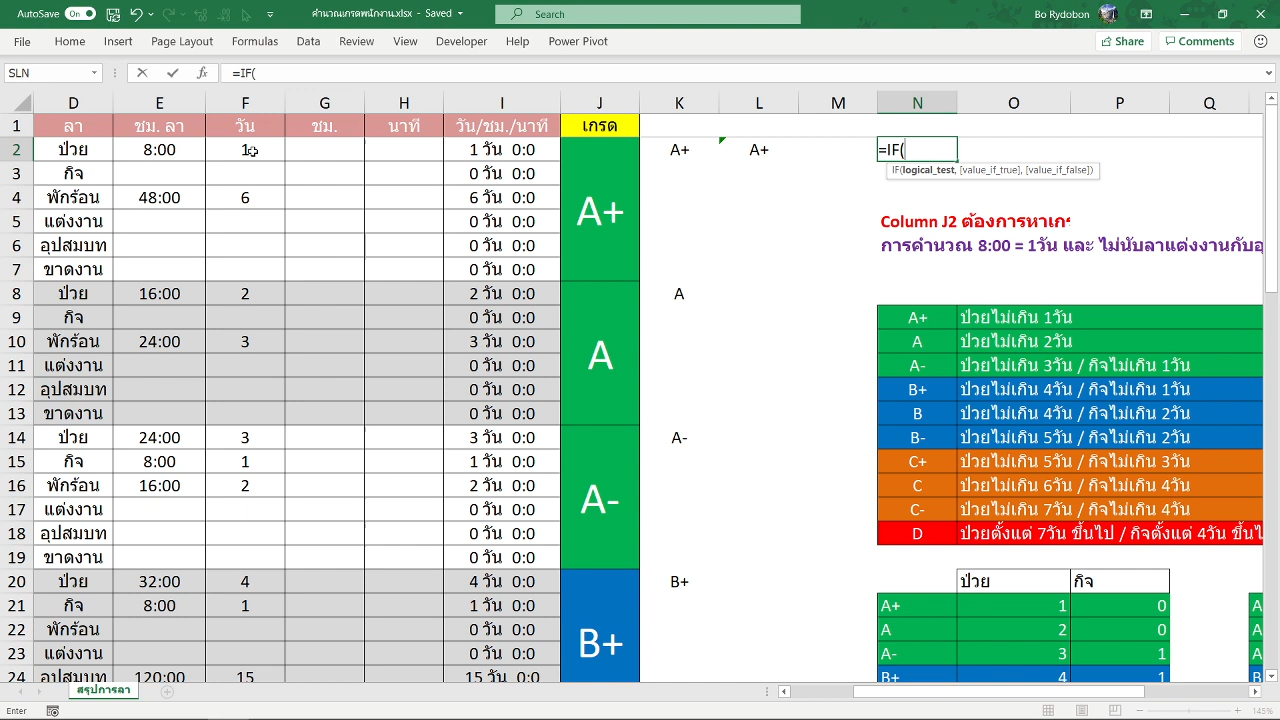 AutoSave On คำนวณเกรดพนักงาน.xlsx - Saved Search Bo Rydobon
File Home Insert Page Layout Formulas Data Review View Developer Help Power Pivot Share Comments
SLN fx =IF(
D E F G H I J K L M N O P Q
1 ลา ชม. ลา วัน ชม. นาที วัน/ชม./นาที เกรด
2 ป่วย 8:00 1 1 วัน 0:0 A+ A+ =IF(
IF(logical_test, [value_if_true], [value_if_false])
3 กิจ 0 วัน 0:0
4 พักร้อน 48:00 6 6 วัน 0:0
A+
5 แต่งงาน 0 วัน 0:0 Column J2 ต้องการหาเกร
6 อุปสมบท 0 วัน 0:0 การคำนวณ 8:00 = 1วัน และ ไม่นับลาแต่งงานกับอุ
7 ขาดงาน 0 วัน 0:0
8 ป่วย 16:00 2 2 วัน 0:0 A
9 กิจ 0 วัน 0:0 A+ ป่วยไม่เกิน 1วัน
10 พักร้อน 24:00 3 3 วัน 0:0 A ป่วยไม่เกิน 2วัน
A
11 แต่งงาน 0 วัน 0:0 A- ป่วยไม่เกิน 3วัน / กิจไม่เกิน 1วัน
12 อุปสมบท 0 วัน 0:0 B+ ป่วยไม่เกิน 4วัน / กิจไม่เกิน 1วัน
13 ขาดงาน 0 วัน 0:0 B ป่วยไม่เกิน 4วัน / กิจไม่เกิน 2วัน
14 ป่วย 24:00 3 3 วัน 0:0 A- B- ป่วยไม่เกิน 5วัน / กิจไม่เกิน 2วัน
15 กิจ 8:00 1 1 วัน 0:0 C+ ป่วยไม่เกิน 5วัน / กิจไม่เกิน 3วัน
16 พักร้อน 16:00 2 2 วัน 0:0 C ป่วยไม่เกิน 6วัน / กิจไม่เกิน 4วัน
A-
17 แต่งงาน 0 วัน 0:0 C- ป่วยไม่เกิน 7วัน / กิจไม่เกิน 4วัน
18 อุปสมบท 0 วัน 0:0 D ป่วยตั้งแต่ 7วัน ขึ้นไป / กิจตั้งแต่ 4วัน ขึ้นไ
19 ขาดงาน 0 วัน 0:0
20 ป่วย 32:00 4 4 วัน 0:0 B+ ป่วย กิจ
21 กิจ 8:00 1 1 วัน 0:0 A+ 1 0 A
22 พักร้อน 0 วัน 0:0 A 2 0 A
B+
23 แต่งงาน 0 วัน 0:0 A- 3 1 A
24 อุปสมบท 120:00 15 15 วัน 0:0 B+ 4 1
สรุปการลา
Enter 145%